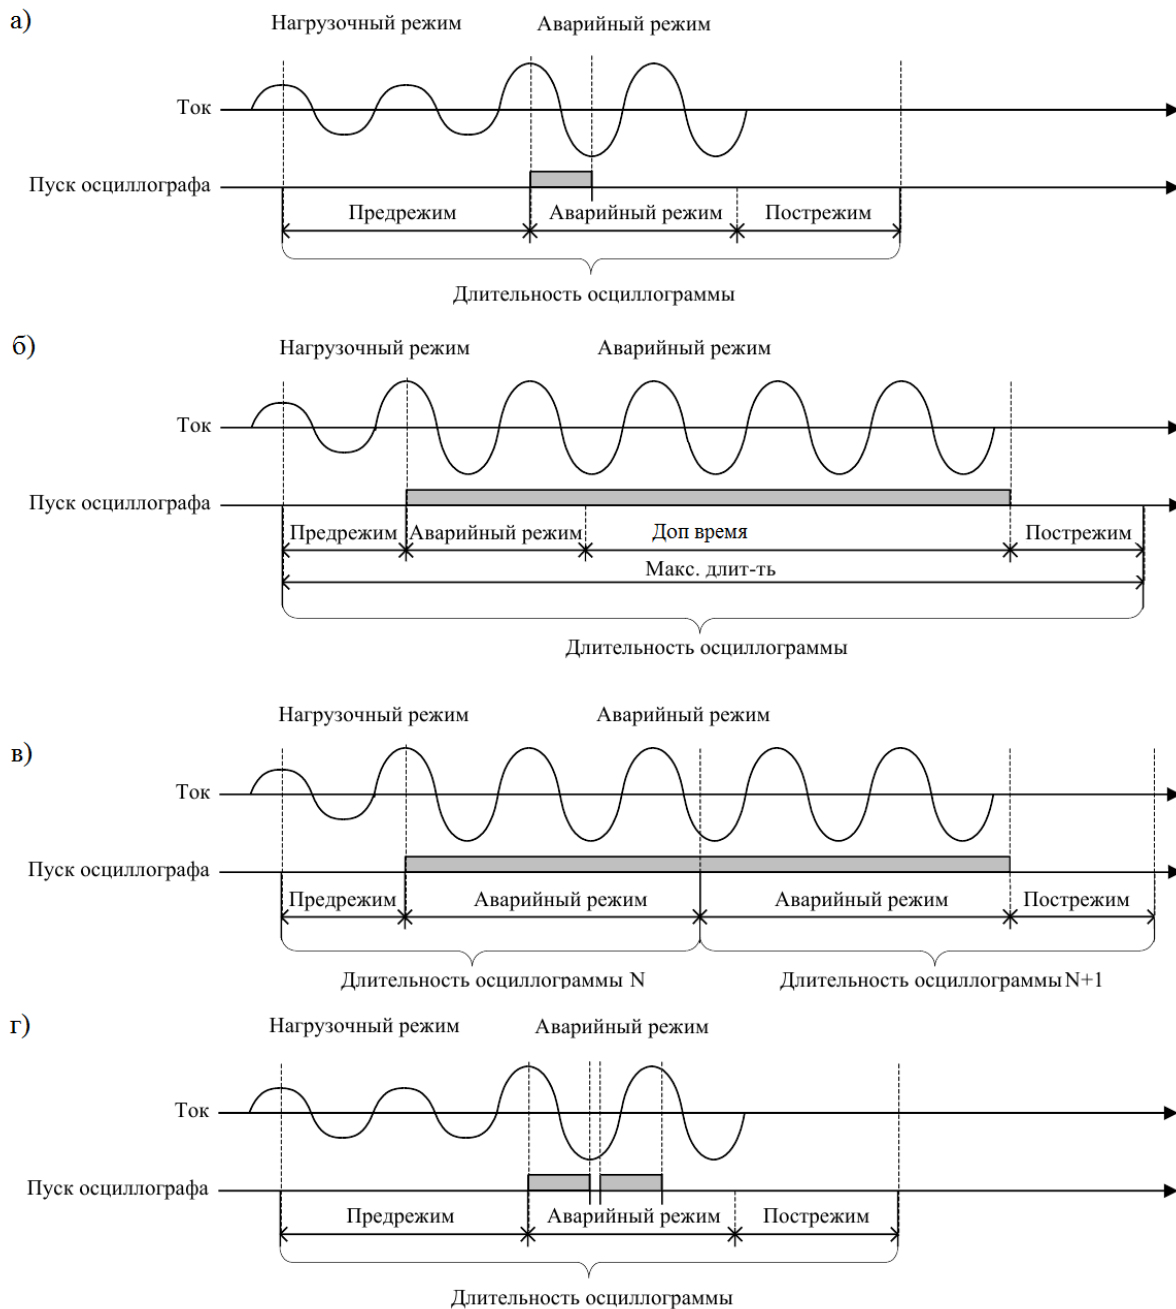 а)
Нагрузочный режим Аварийный режим
Ток
Пуск осциллографа
Предрежим Аварийный режим Пострежим
Длительность осциллограммы
б)
Нагрузочный режим Аварийный режим
Ток
Пуск осциллографа
Предрежим Аварийный режим Доп время Пострежим
Макс. длит-ть
Длительность осциллограммы
Нагрузочный режим Аварийный режим
в)
Ток
Пуск осциллографа
Предрежим Аварийный режим Аварийный режим Пострежим
Длительность осциллограммы N Длительность осциллограммы N+1
г)
Нагрузочный режим Аварийный режим
Ток
Пуск осциллографа
Предрежим Аварийный режим Пострежим
Длительность осциллограммы